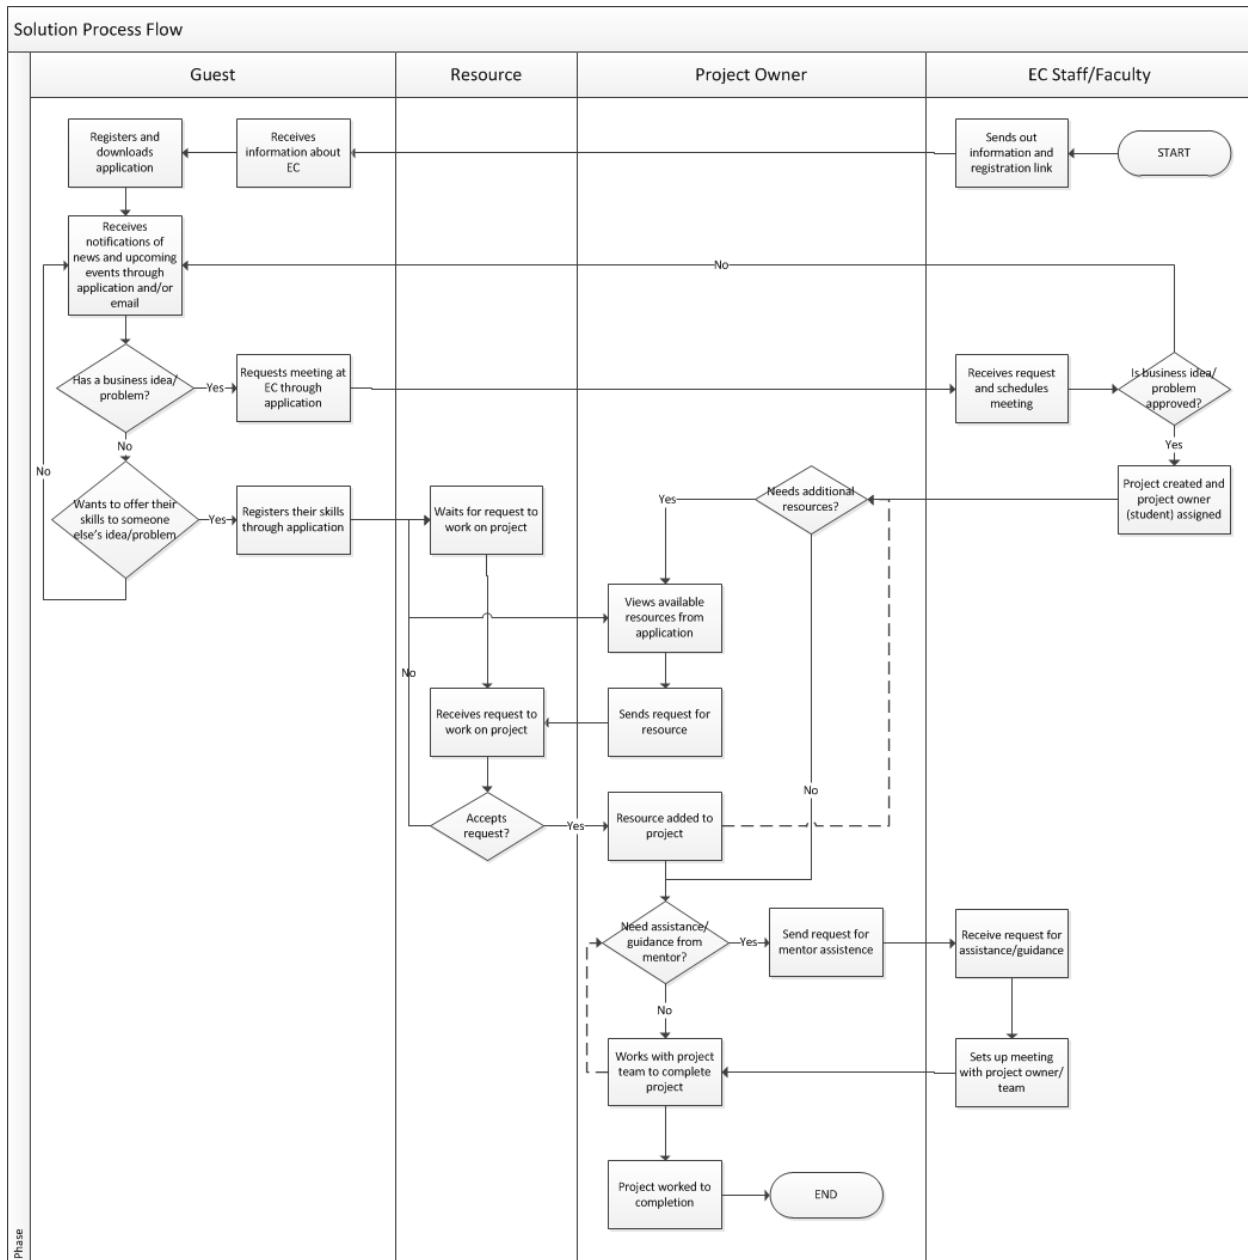 Solution Process Flow
Guest
Resource
Project Owner
EC Staff/Faculty
Registers and
downloads
application
Receives
information about
EC
Sends out
information and
registration link
START
Receives
notifications of
news and upcoming
events through
application and/or
email
No
Has a business idea/
problem?
Yes
Requests meeting at
EC through
application
Receives request
and schedules
meeting
Is business idea/
problem
approved?
No
Yes
No
Wants to offer their
skills to someone
else's idea/problem
Yes
Registers their skills
through application
Waits for request to
work on project
Yes
Needs additional
resources?
Project created and
project owner
(student) assigned
Views available
resources from
application
No
Receives request to
work on project
Sends request for
resource
No
Accepts
request?
Yes
Resource added to
project
Need assistance/
guidance from
mentor?
Yes
Send request for
mentor assistence
Receive request for
assistance/guidance
No
Works with project
team to complete
project
Sets up meeting
with project owner/
team
Project worked to
completion
END
Phase